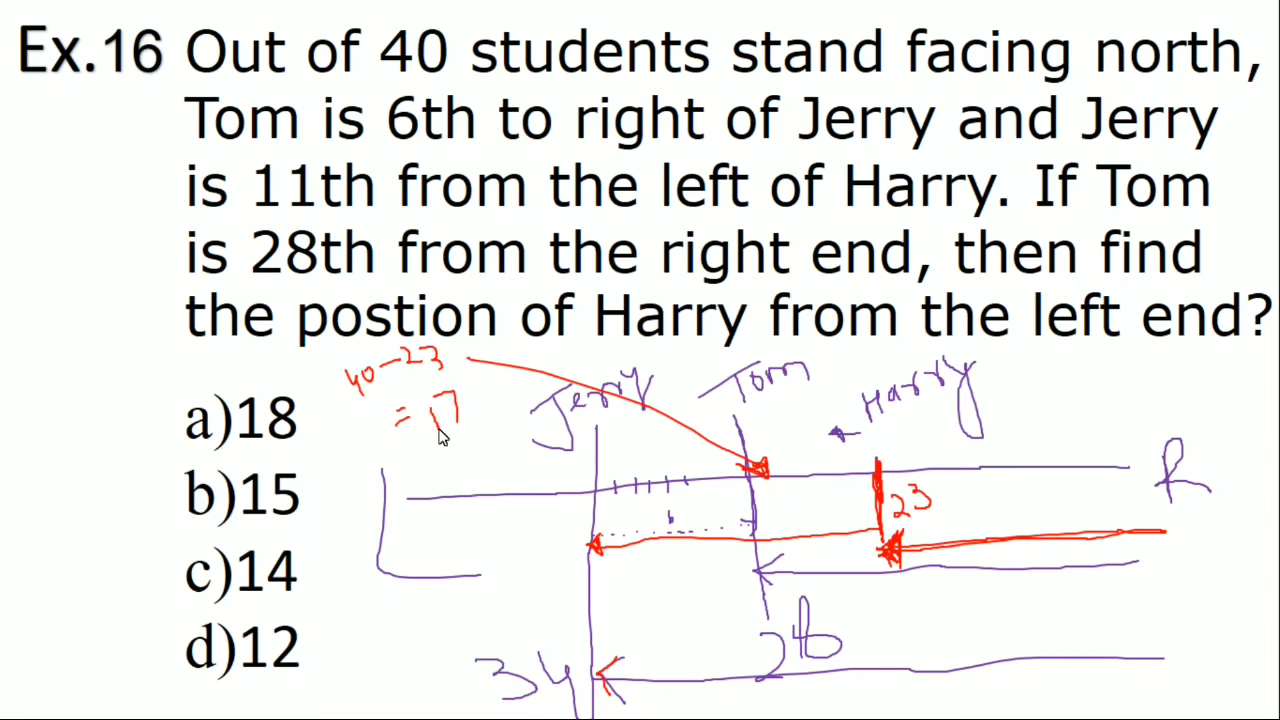 Ex.16 Out of 40 students stand facing north,
Tom is 6th to right of Jerry and Jerry
is 11th from the left of Harry. If Tom
is 28th from the right end, then find
the postion of Harry from the left end?
40-23
= 17
Jerry
Tom
Harry
a)18
b)15
c)14
d)12
R
23
6
28
34